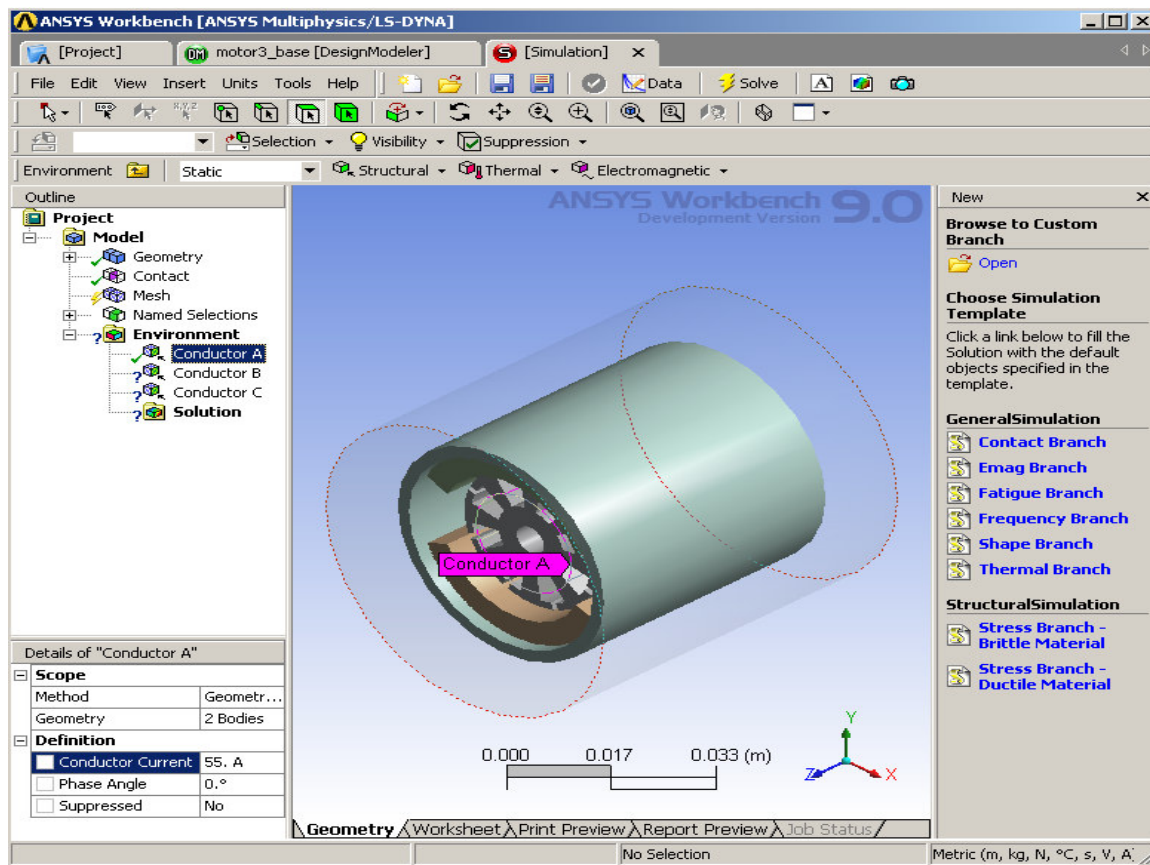 ANSYS Workbench [ANSYS Multiphysics/LS-DYNA]
[Project]
DM motor3_base [DesignModeler]
S [Simulation]
File Edit View Insert Units Tools Help
Data
Solve
A
Selection
Visibility
Suppression
Environment
Static
Structural
Thermal
Electromagnetic
Outline
Project
Model
Geometry
Contact
Mesh
Named Selections
Environment
Conductor A
Conductor B
Conductor C
Solution
Details of "Conductor A"
Scope
Method Geometr...
Geometry 2 Bodies
Definition
Conductor Current 55. A
Phase Angle 0.°
Suppressed No
ANSYS Workbench 9.0
Development Version
Conductor A
0.000 0.017 0.033 (m)
Y
Z X
Geometry Worksheet Print Preview Report Preview Job Status
New
Browse to Custom
Branch
Open
Choose Simulation
Template
Click a link below to fill the
Solution with the default
objects specified in the
template.
GeneralSimulation
Contact Branch
Emag Branch
Fatigue Branch
Frequency Branch
Shape Branch
Thermal Branch
StructuralSimulation
Stress Branch -
Brittle Material
Stress Branch -
Ductile Material
No Selection
Metric (m, kg, N, °C, s, V, A